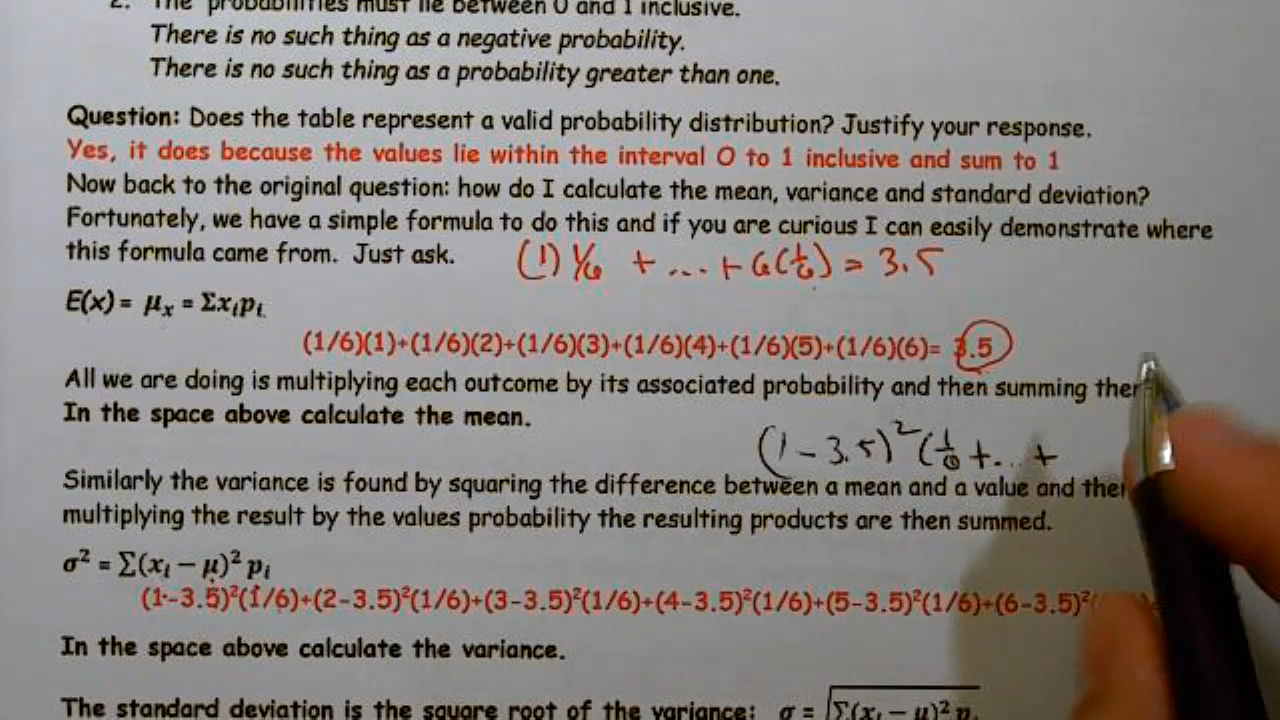 2. The probabilities must lie between 0 and 1 inclusive.
There is no such thing as a negative probability.
There is no such thing as a probability greater than one.
Question: Does the table represent a valid probability distribution? Justify your response.
Yes, it does because the values lie within the interval 0 to 1 inclusive and sum to 1
Now back to the original question: how do I calculate the mean, variance and standard deviation?
Fortunately, we have a simple formula to do this and if you are curious I can easily demonstrate where
this formula came from. Just ask.
(1) 1/6 + ... + 6(1/6) = 3.5
E(x) = μₓ = Σxᵢpᵢ
(1/6)(1)+(1/6)(2)+(1/6)(3)+(1/6)(4)+(1/6)(5)+(1/6)(6)= 3.5
All we are doing is multiplying each outcome by its associated probability and then summing
In the space above calculate the mean.
(1-3.5)²(1/6 +... +
Similarly the variance is found by squaring the difference between a mean and a value and
multiplying the result by the values probability the resulting products are then summed.
σ² = Σ(xᵢ − μ)² pᵢ
(1-3.5)²(1/6)+(2-3.5)²(1/6)+(3-3.5)²(1/6)+(4-3.5)²(1/6)+(5-3.5)²(1/6)+(6-3.5)²
In the space above calculate the variance.
The standard deviation is the square root of the variance: σ = √Σ(xᵢ − μ)² pᵢ